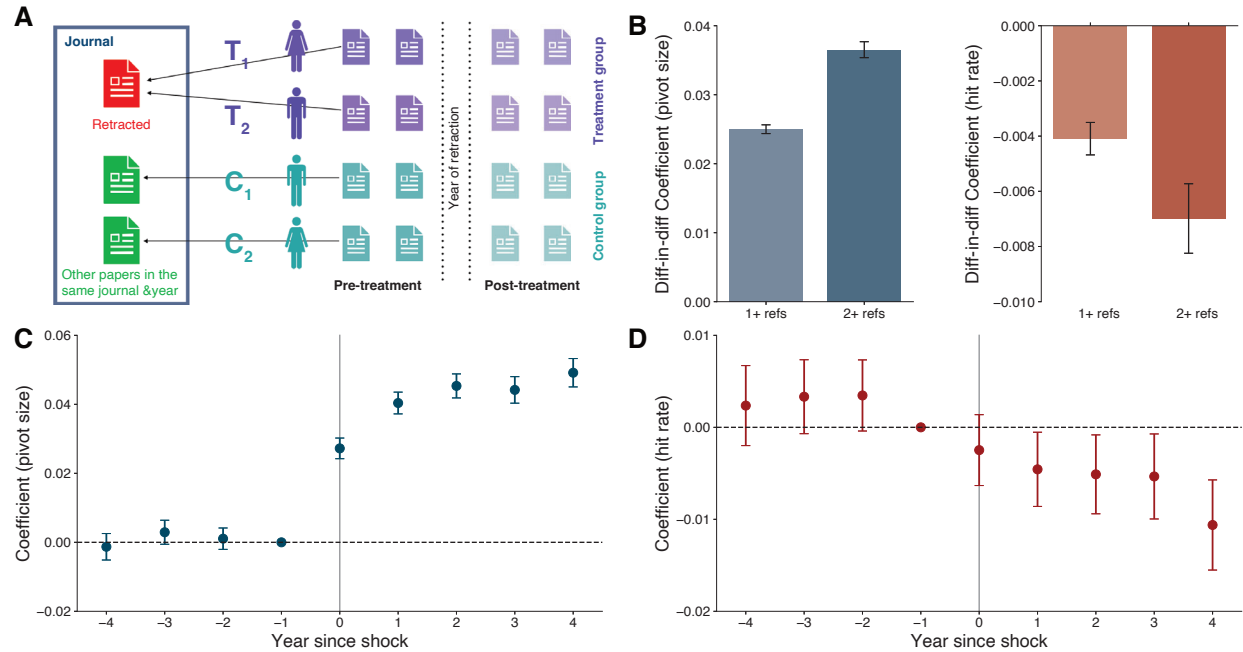 A
Journal
Retracted
Other papers in the
same journal &year
T1
T2
C1
C2
Year of retraction
Treatment group
Control group
Pre-treatment
Post-treatment
B
Diff-in-diff Coefficient (pivot size)
0.04
0.03
0.02
0.01
0.00
1+ refs
2+ refs
Diff-in-diff Coefficient (hit rate)
0.000
−0.002
−0.004
−0.006
−0.008
−0.010
1+ refs
2+ refs
C
Coefficient (pivot size)
0.06
0.04
0.02
0.00
−0.02
−4 −3 −2 −1 0 1 2 3 4
Year since shock
D
Coefficient (hit rate)
0.01
0.00
−0.01
−0.02
−4 −3 −2 −1 0 1 2 3 4
Year since shock